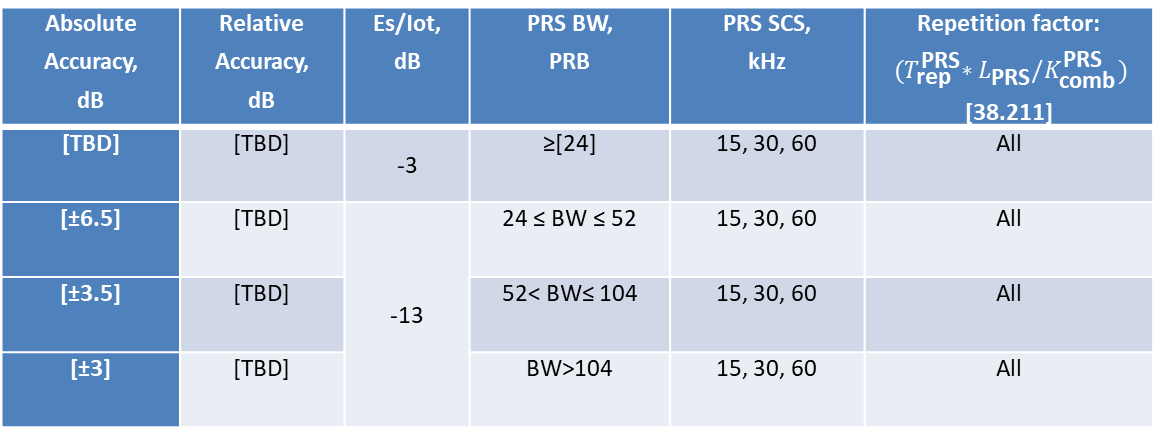 Absolute Accuracy, dB
Relative Accuracy, dB
Es/Iot, dB
PRS BW, PRB
PRS SCS, kHz
Repetition factor: (T_rep^PRS * L_PRS/K_comb^PRS) [38.211]
[TBD] [TBD] -3 ≥[24] 15, 30, 60 All
[±6.5] [TBD] -13 24 ≤ BW ≤ 52 15, 30, 60 All
[±3.5] [TBD] 52< BW≤ 104 15, 30, 60 All
[±3] [TBD] BW>104 15, 30, 60 All